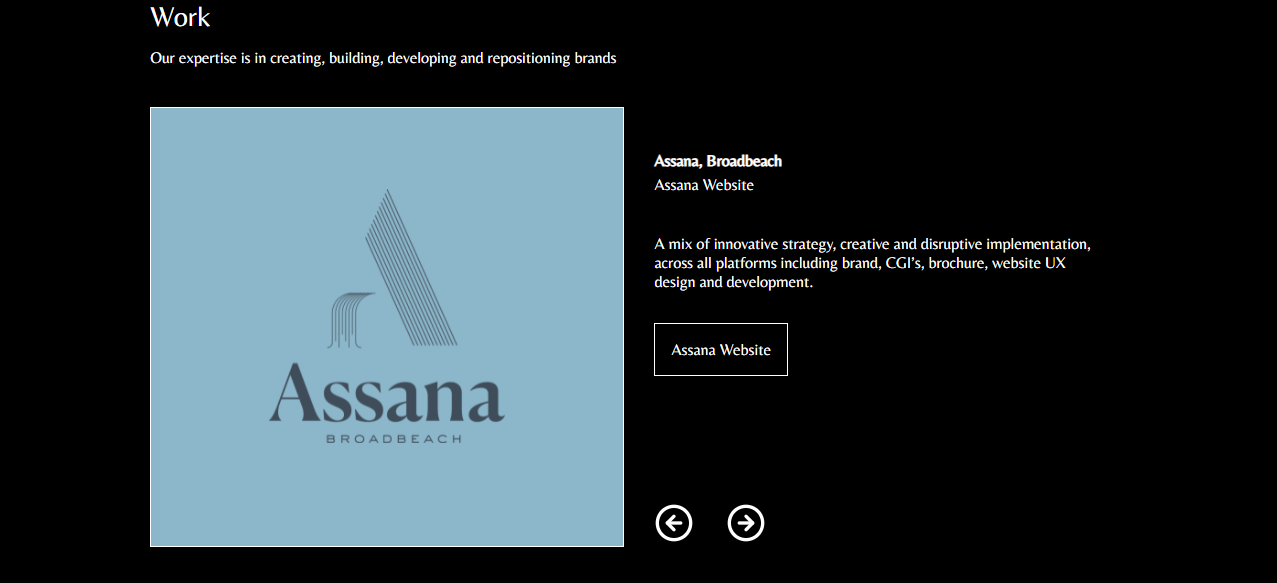 Work
Our expertise is in creating, building, developing and repositioning brands
Assana
BROADBEACH
Assana, Broadbeach
Assana Website
A mix of innovative strategy, creative and disruptive implementation,
across all platforms including brand, CGI’s, brochure, website UX
design and development.
Assana Website